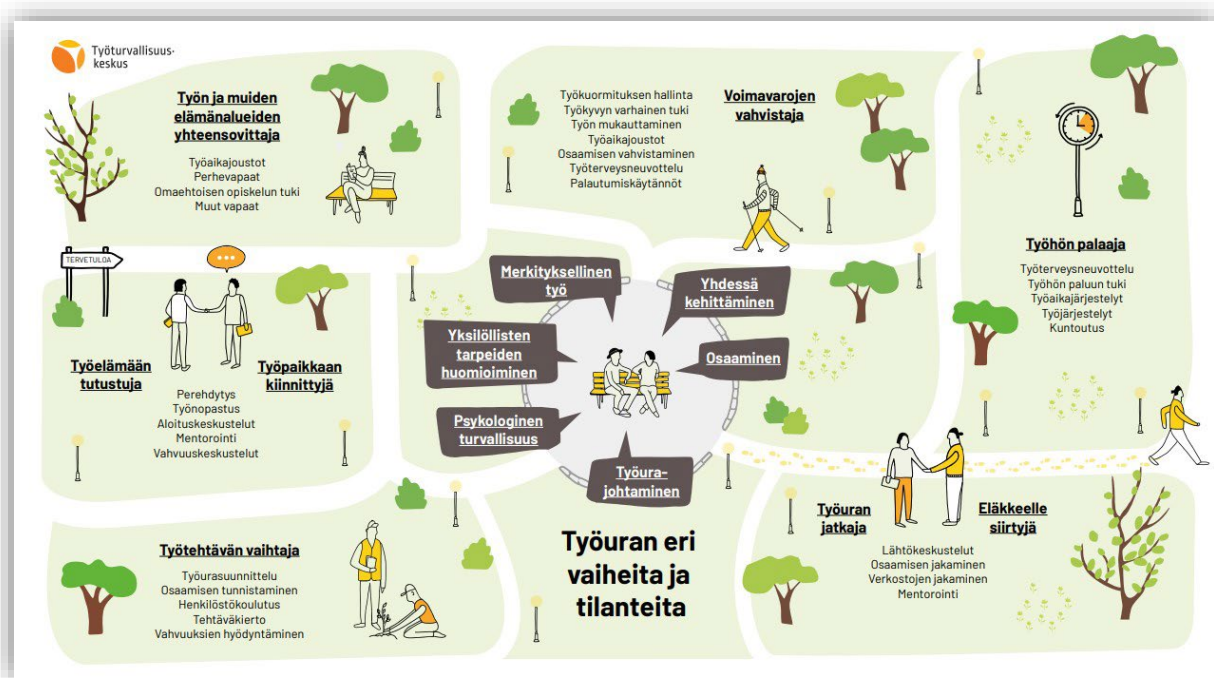 Työturvallisuus-
keskus
Työn ja muiden
elämänalueiden
yhteensovittaja
Työaikajoustot
Perhevapaat
Omaehtoisen opiskelun tuki
Muut vapaat
Työkuormituksen hallinta
Työkyvyn varhainen tuki
Työn mukauttaminen
Työaikajoustot
Osaamisen vahvistaminen
Työterveysneuvottelu
Palautumiskäytännöt
Voimavarojen
vahvistaja
Työhön palaaja
Työterveysneuvottelu
Työhön paluun tuki
Työaikajärjestelyt
Työjärjestelyt
Kuntoutus
TERVETULOA
Työelämään
tutustuja
Työpaikkaan
kiinnittyjä
Perehdytys
Työnopastus
Aloituskeskustelut
Mentorointi
Vahvuuskeskustelut
Merkityksellinen
työ
Yhdessä
kehittäminen
Yksilöllisten
tarpeiden
huomioiminen
Osaaminen
Psykologinen
turvallisuus
Työura-
johtaminen
Työuran
jatkaja
Eläkkeelle
siirtyjä
Lähtökeskustelut
Osaamisen jakaminen
Verkostojen jakaminen
Mentorointi
Työtehtävän vaihtaja
Työurasuunnittelu
Osaamisen tunnistaminen
Henkilöstökoulutus
Tehtäväkierto
Vahvuuksien hyödyntäminen
Työuran eri
vaiheita ja
tilanteita